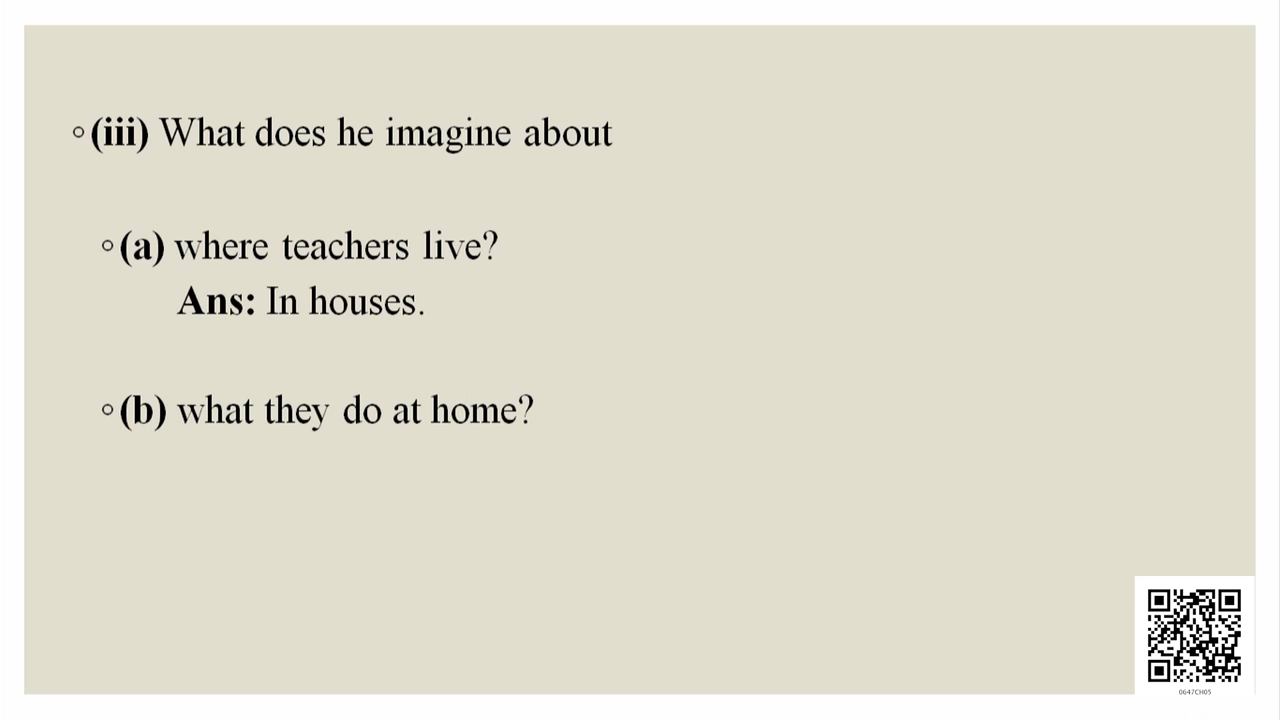 ◦(iii) What does he imagine about
◦(a) where teachers live?
Ans: In houses.
◦(b) what they do at home?
0647CH05